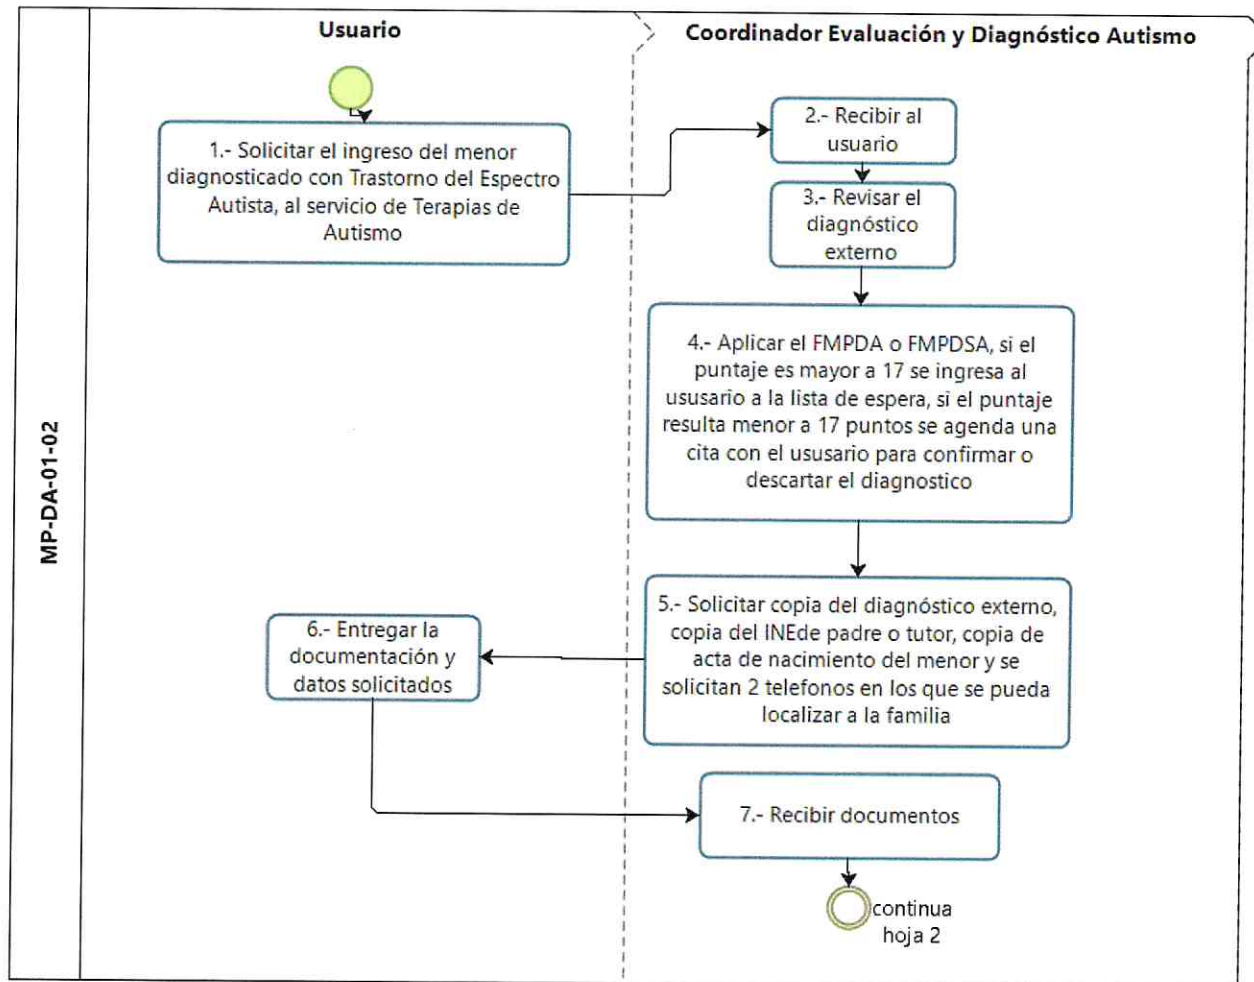 Usuario
Coordinador Evaluación y Diagnóstico Autismo
MP-DA-01-02
1.- Solicitar el ingreso del menor
diagnosticado con Trastorno del Espectro
Autista, al servicio de Terapias de
Autismo
2.- Recibir al
usuario
3.- Revisar el
diagnóstico
externo
4.- Aplicar el FMPDA o FMPDSA, si el
puntaje es mayor a 17 se ingresa al
ususario a la lista de espera, si el puntaje
resulta menor a 17 puntos se agenda una
cita con el ususario para confirmar o
descartar el diagnostico
5.- Solicitar copia del diagnóstico externo,
copia del INEde padre o tutor, copia de
acta de nacimiento del menor y se
solicitan 2 telefonos en los que se pueda
localizar a la familia
6.- Entregar la
documentación y
datos solicitados
7.- Recibir documentos
continua
hoja 2